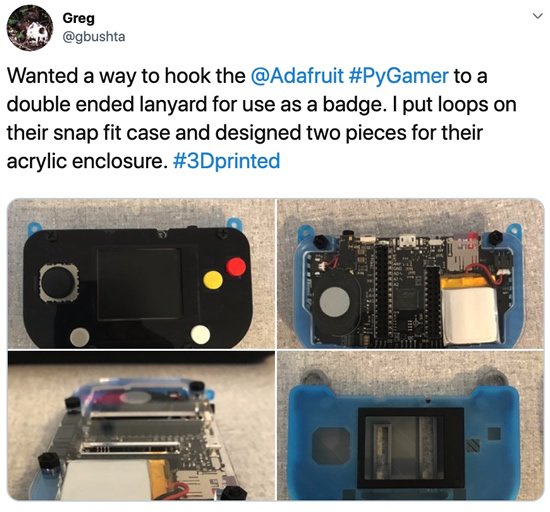 Greg
@gbushta
Wanted a way to hook the @Adafruit #PyGamer to a
double ended lanyard for use as a badge. I put loops on
their snap fit case and designed two pieces for their
acrylic enclosure. #3Dprinted